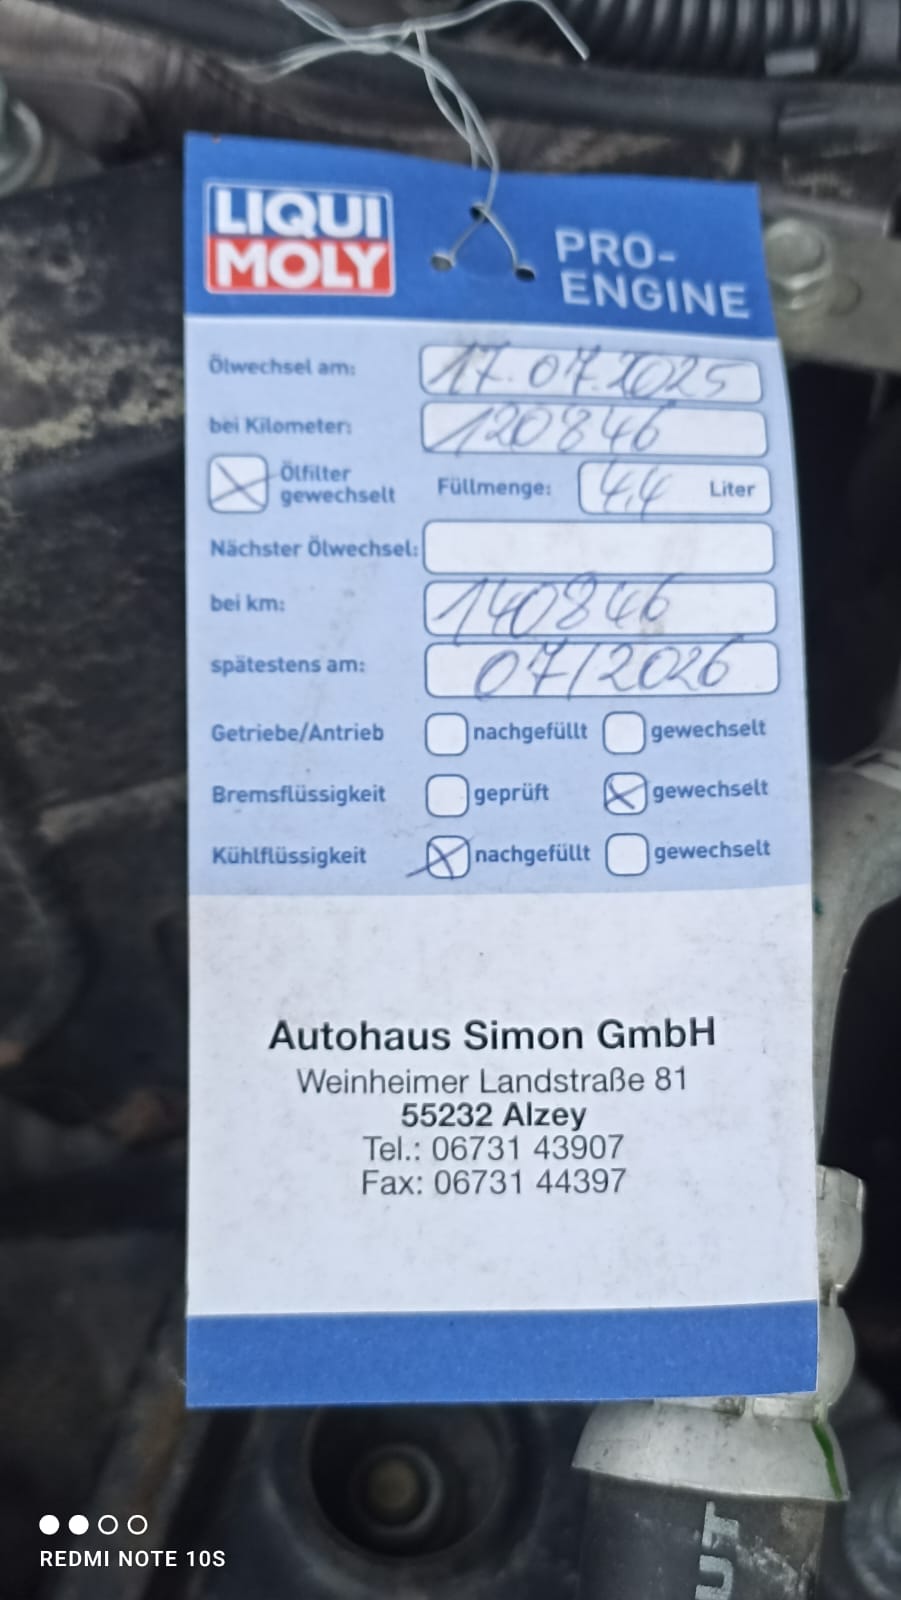 LIQUI
MOLY
PRO-
ENGINE
Ölwechsel am: 17.07.2025
bei Kilometer: 120846
Ölfilter
gewechselt
Füllmenge: 4,4 Liter
Nächster Ölwechsel:
bei km: 140846
spätestens am: 07/2026
Getriebe/Antrieb nachgefüllt gewechselt
Bremsflüssigkeit geprüft gewechselt
Kühlflüssigkeit nachgefüllt gewechselt
Autohaus Simon GmbH
Weinheimer Landstraße 81
55232 Alzey
Tel.: 06731 43907
Fax: 06731 44397
REDMI NOTE 10S